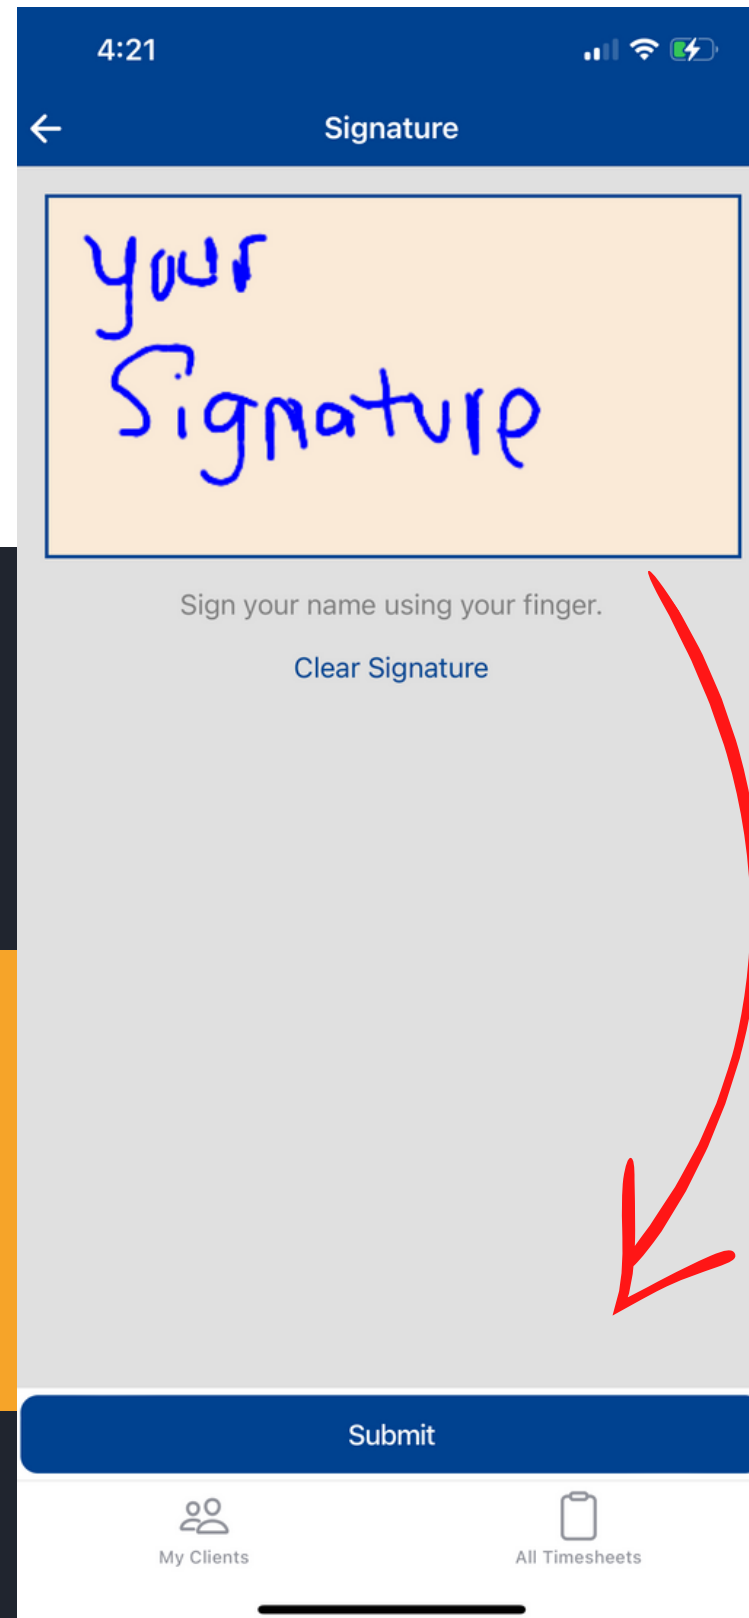 4:21
Signature
your
Signature
Sign your name using your finger.
Clear Signature
Submit
My Clients
All Timesheets